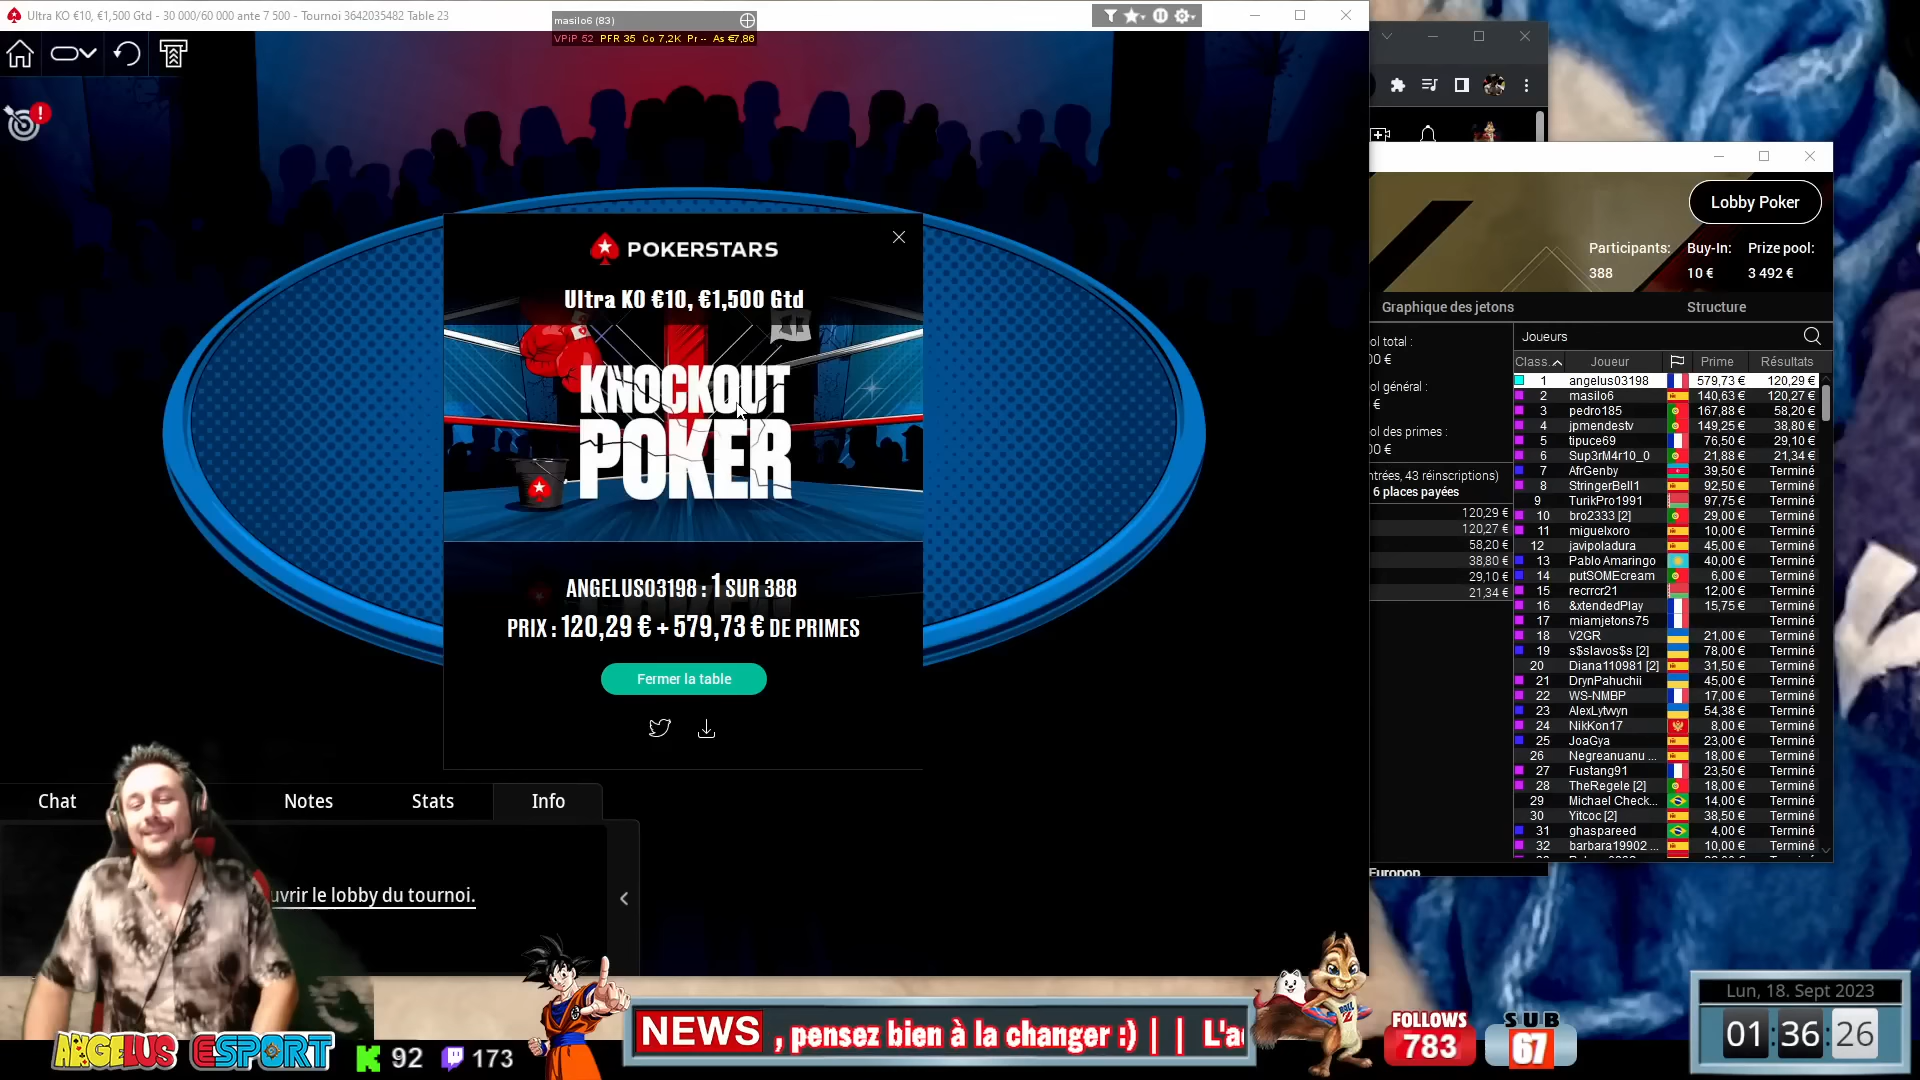 Ultra KO €10, €1,500 Gtd - 30 000/60 000 ante 7 500 - Tournoi 3642035482 Table 23
masilo6 (83)
VPiP 52 PFR 35 Co 7,2K Pr -- As €7,86
POKERSTARS
Ultra KO €10, €1,500 Gtd
KNOCKOUT
POKER
ANGELUS03198 : 1 SUR 388
PRIX : 120,29 € + 579,73 € DE PRIMES
Fermer la table
Chat
Notes
Stats
Info
uvrir le lobby du tournoi.
Lobby Poker
Participants: Buy-In: Prize pool:
388 10 € 3 492 €
Graphique des jetons
Structure
ol total :
0 €
ol général :
€
ol des primes :
00 €
ntrées, 43 réinscriptions)
6 places payées
120,29 €
120,27 €
58,20 €
38,80 €
29,10 €
21,34 €
Joueurs
Class. Joueur Prime Résultats
1 angelus03198 579,73 € 120,29 €
2 masilo6 140,63 € 120,27 €
3 pedro185 167,88 € 58,20 €
4 jpmendestv 149,25 € 38,80 €
5 tipuce69 76,50 € 29,10 €
6 Sup3rM4r10_0 21,88 € 21,34 €
7 AfrGenby 39,50 € Terminé
8 StringerBell1 92,50 € Terminé
9 TurikPro1991 97,75 € Terminé
10 bro2333 [2] 29,00 € Terminé
11 miguelxoro 10,00 € Terminé
12 javipoladura 45,00 € Terminé
13 Pablo Amaringo 40,00 € Terminé
14 putSOMEcream 6,00 € Terminé
15 recrrcr21 12,00 € Terminé
16 &xtendedPlay 15,75 € Terminé
17 miamjetons75 Terminé
18 V2GR 21,00 € Terminé
19 s$slavos$s [2] 78,00 € Terminé
20 Diana110981 [2] 31,50 € Terminé
21 DrynPahuchii 45,00 € Terminé
22 WS-NMBP 17,00 € Terminé
23 AlexLytvvyn 54,38 € Terminé
24 NikKon17 8,00 € Terminé
25 JoaGya 23,00 € Terminé
26 Negreanuanu ... 18,00 € Terminé
27 Fustang91 23,50 € Terminé
28 TheRegele [2] 18,00 € Terminé
29 Michael Check... 14,00 € Terminé
30 Yitcoc [2] 38,50 € Terminé
31 ghaspareed 4,00 € Terminé
32 barbara19902 ... 10,00 € Terminé
Europop
ANGELUS ESPORT
K 92 173
NEWS , pensez bien à la changer :) | | L'a
FOLLOWS
783
SUB
67
Lun, 18. Sept 2023
01:36:26